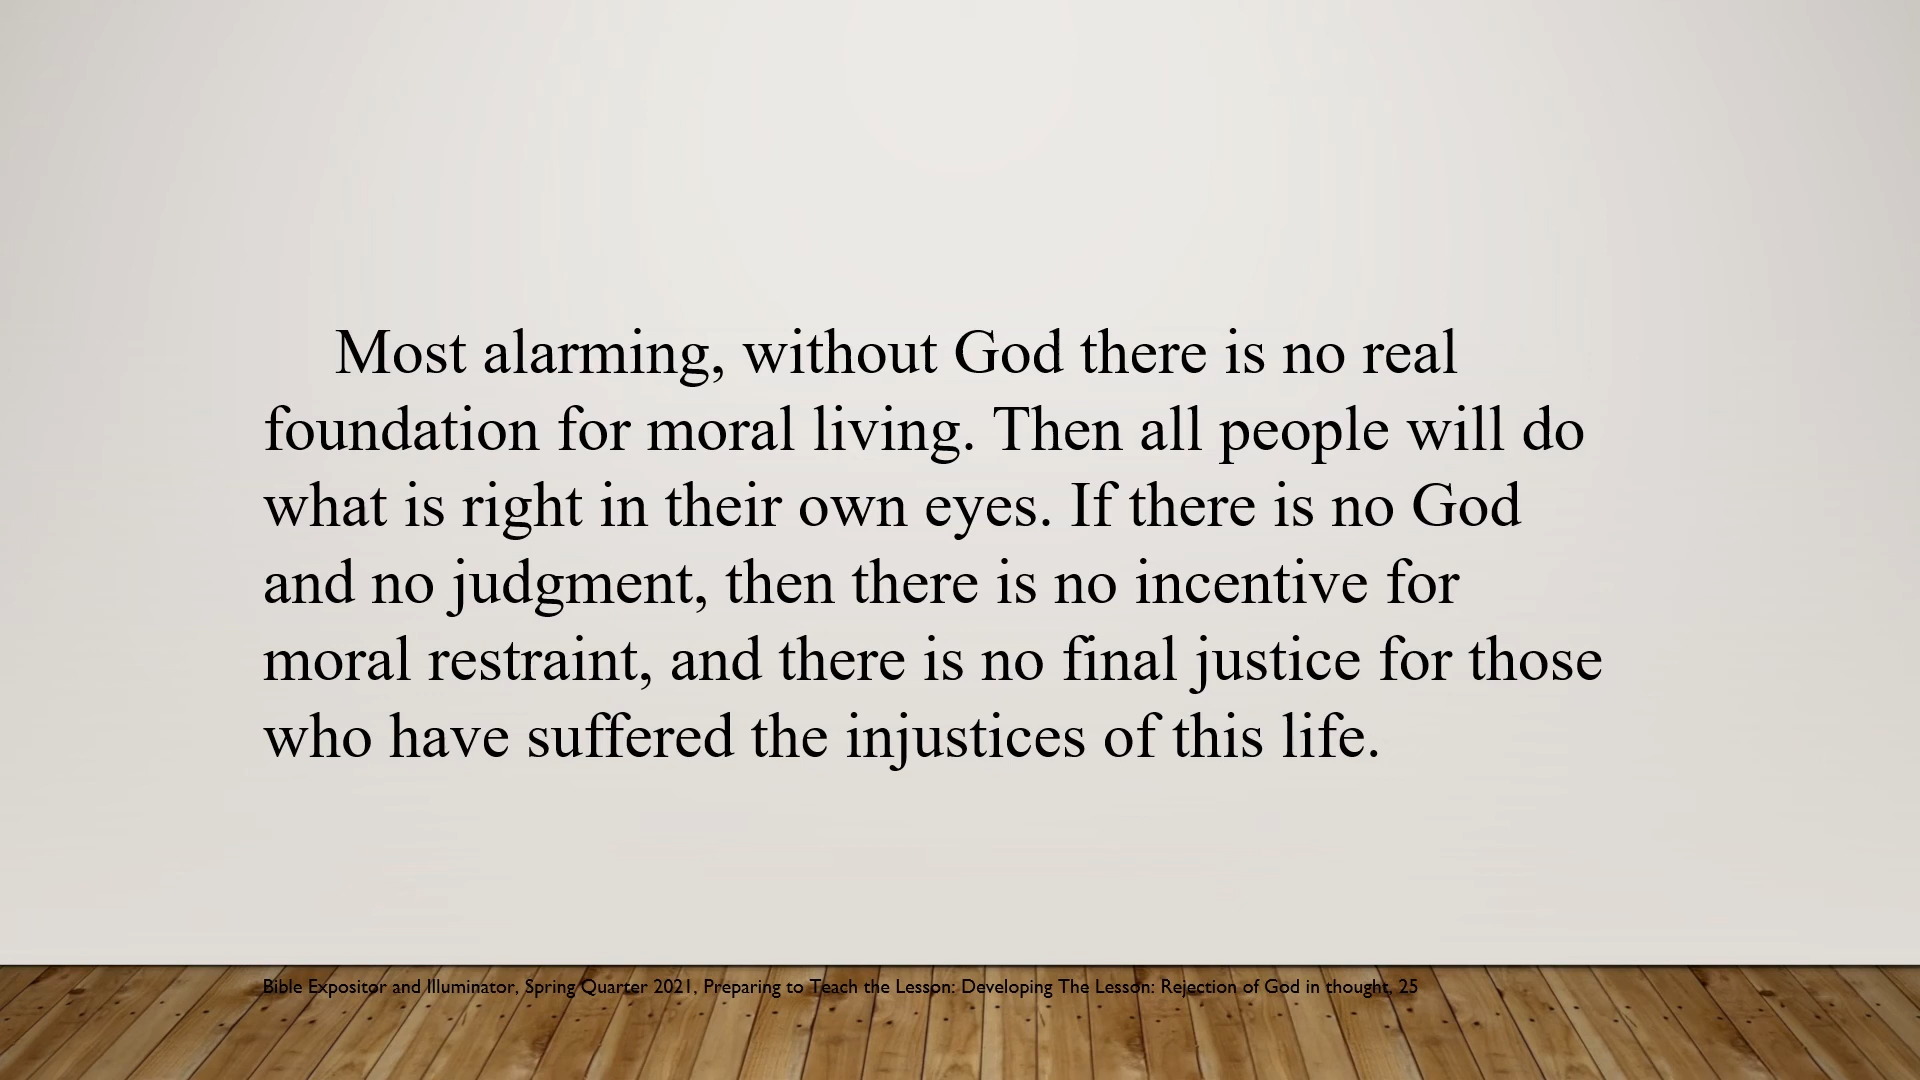 Most alarming, without God there is no real
foundation for moral living. Then all people will do
what is right in their own eyes. If there is no God
and no judgment, then there is no incentive for
moral restraint, and there is no final justice for those
who have suffered the injustices of this life.
Bible Expositor and Illuminator, Spring Quarter 2021, Preparing to Teach the Lesson: Developing The Lesson: Rejection of God in thought, 25